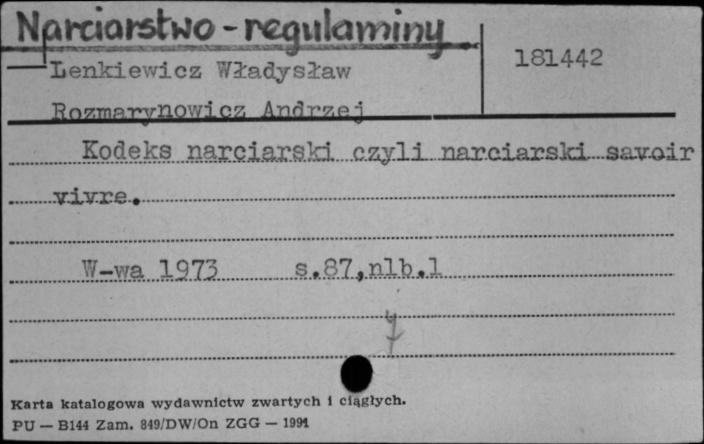 Narciarstwo - regulaminy
181442
Lenkiewicz Władysław
Rozmarynowicz Andrzej
Kodeks narciarski czyli narciarski savoir
vivre.
W-wa 1973 s.87,nlb.1
Karta katalogowa wydawnictw zwartych i ciągłych.
PU — B144 Zam. 849/DW/On ZGG — 1991